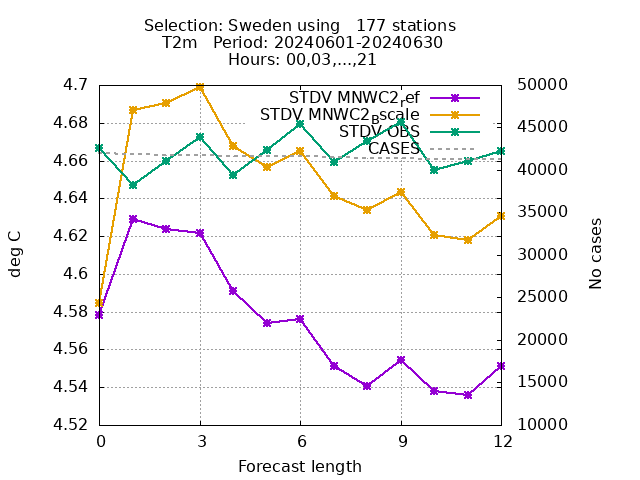 Selection: Sweden using   177 stations
T2m   Period: 20240601-20240630
Hours: 00,03,...,21
STDV MNWC2ref
STDV MNWC2Bscale
STDV OBS
CASES
4.7
4.68
4.66
4.64
4.62
4.6
4.58
4.56
4.54
4.52
50000
45000
40000
35000
30000
25000
20000
15000
10000
deg C
No cases
0 3 6 9 12
Forecast length